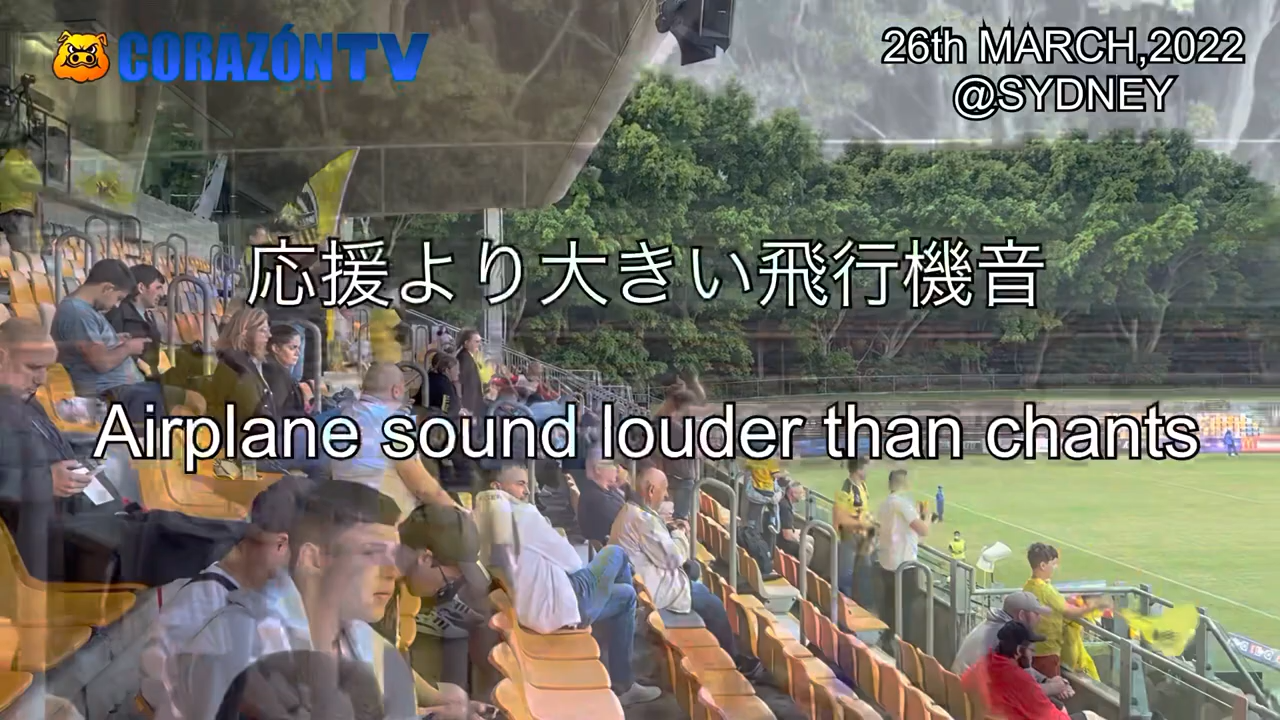 CORAZÓNTV
26th MARCH,2022
@SYDNEY
応援より大きい飛行機音
Airplane sound louder than chants